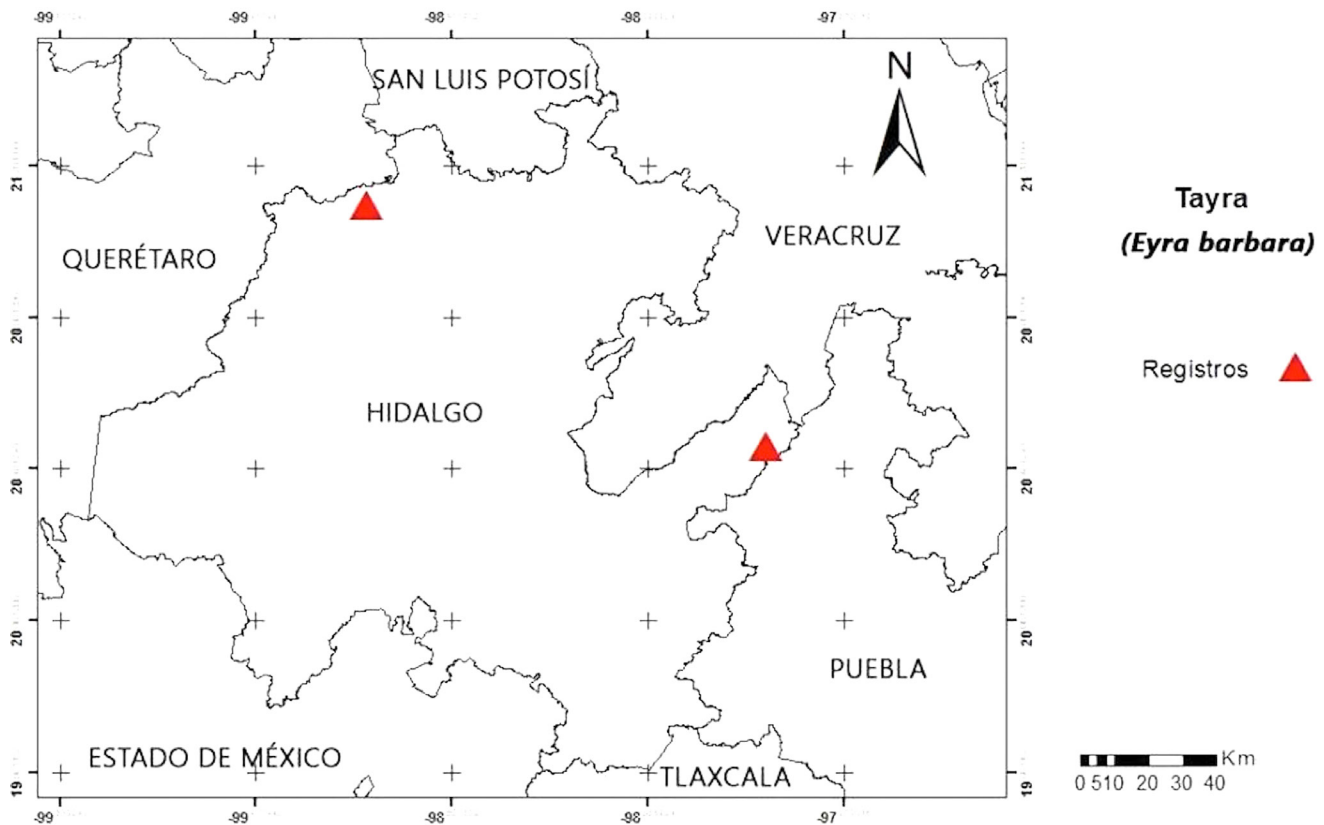 -99 -99 -98 -98 -97
N
SAN LUIS POTOSÍ
21 21
Tayra
QUERÉTARO VERACRUZ
(Eyra barbara)
20 20
Registros
HIDALGO
20 20
20 20
PUEBLA
ESTADO DE MÉXICO
TLAXCALA
19 19
Km
0 5 10 20 30 40
-99 -99 -98 -98 -97